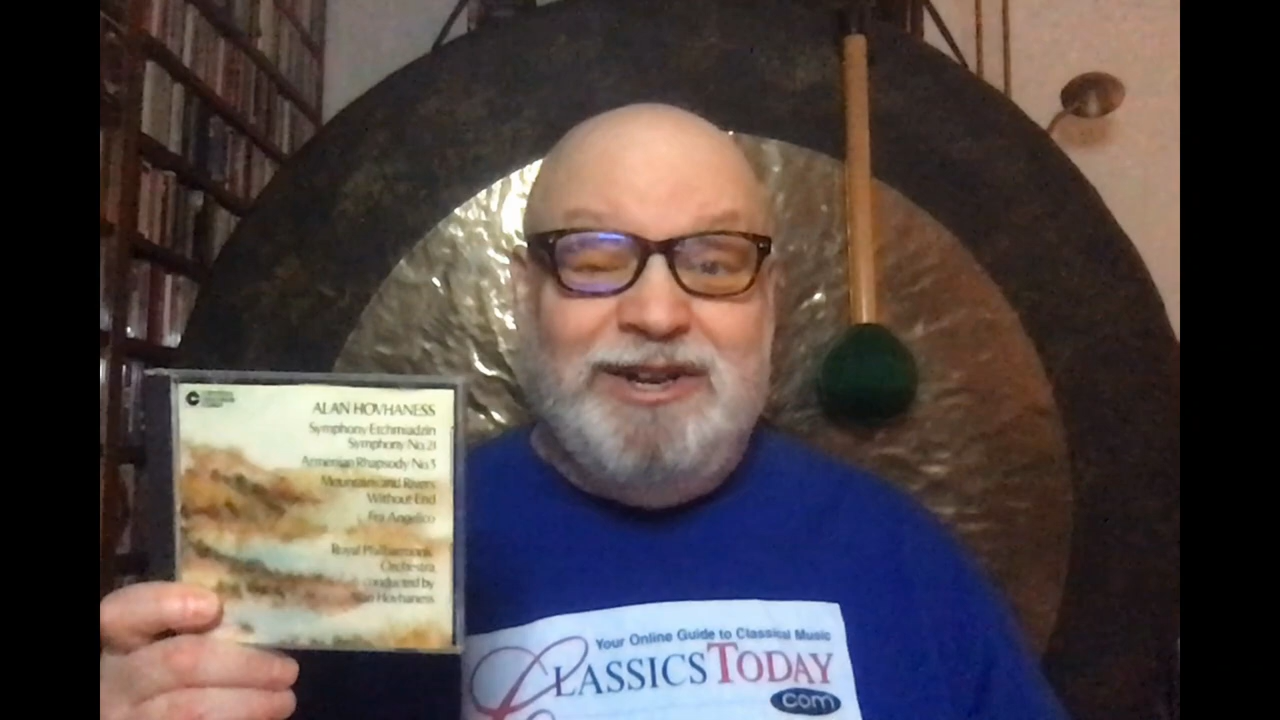 ALAN HOVHANESS
Symphony Etchmiadzin
Symphony No.21
Armenian Rhapsody No.3
Mountains and Rivers
Without End
Fra Angelico
Royal Philharmonic
Orchestra
conducted by
Alan Hovhaness
Your Online Guide to Classical Music
CLASSICSTODAY
com